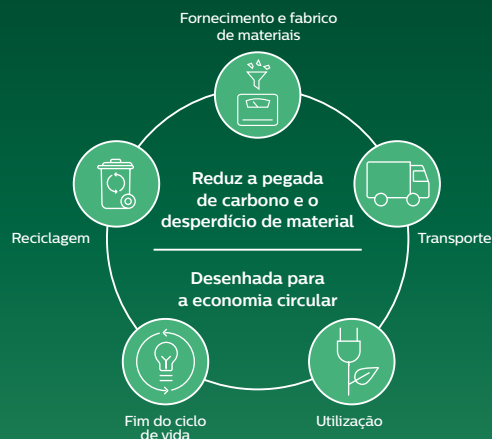 Fornecimento e fabrico
de materiais
Reduz a pegada
de carbono e o
desperdício de material
Reciclagem
Transporte
Desenhada para
a economia circular
Fim do ciclo
de vida
Utilização